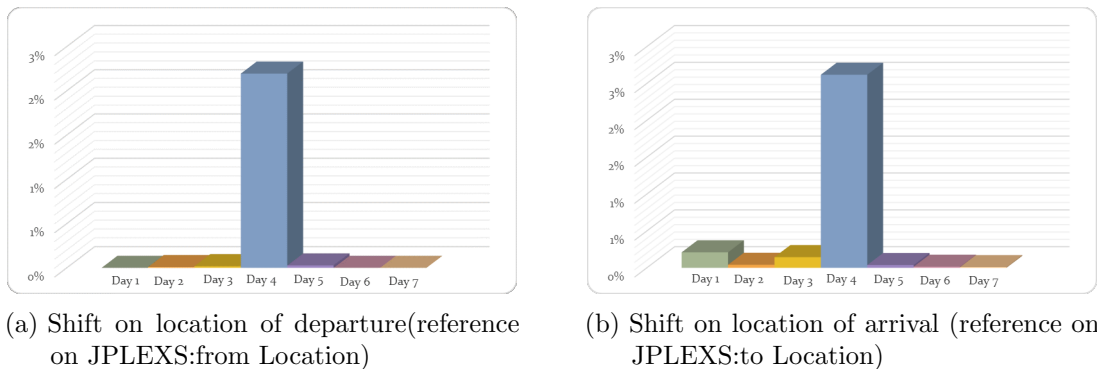 3%
2%
2%
1%
1%
0%
Day 1 Day 2 Day 3 Day 4 Day 5 Day 6 Day 7
(a) Shift on location of departure(reference
on JPLEXS:from Location)
3%
3%
2%
2%
1%
1%
0%
Day 1 Day 2 Day 3 Day 4 Day 5 Day 6 Day 7
(b) Shift on location of arrival (reference on
JPLEXS:to Location)